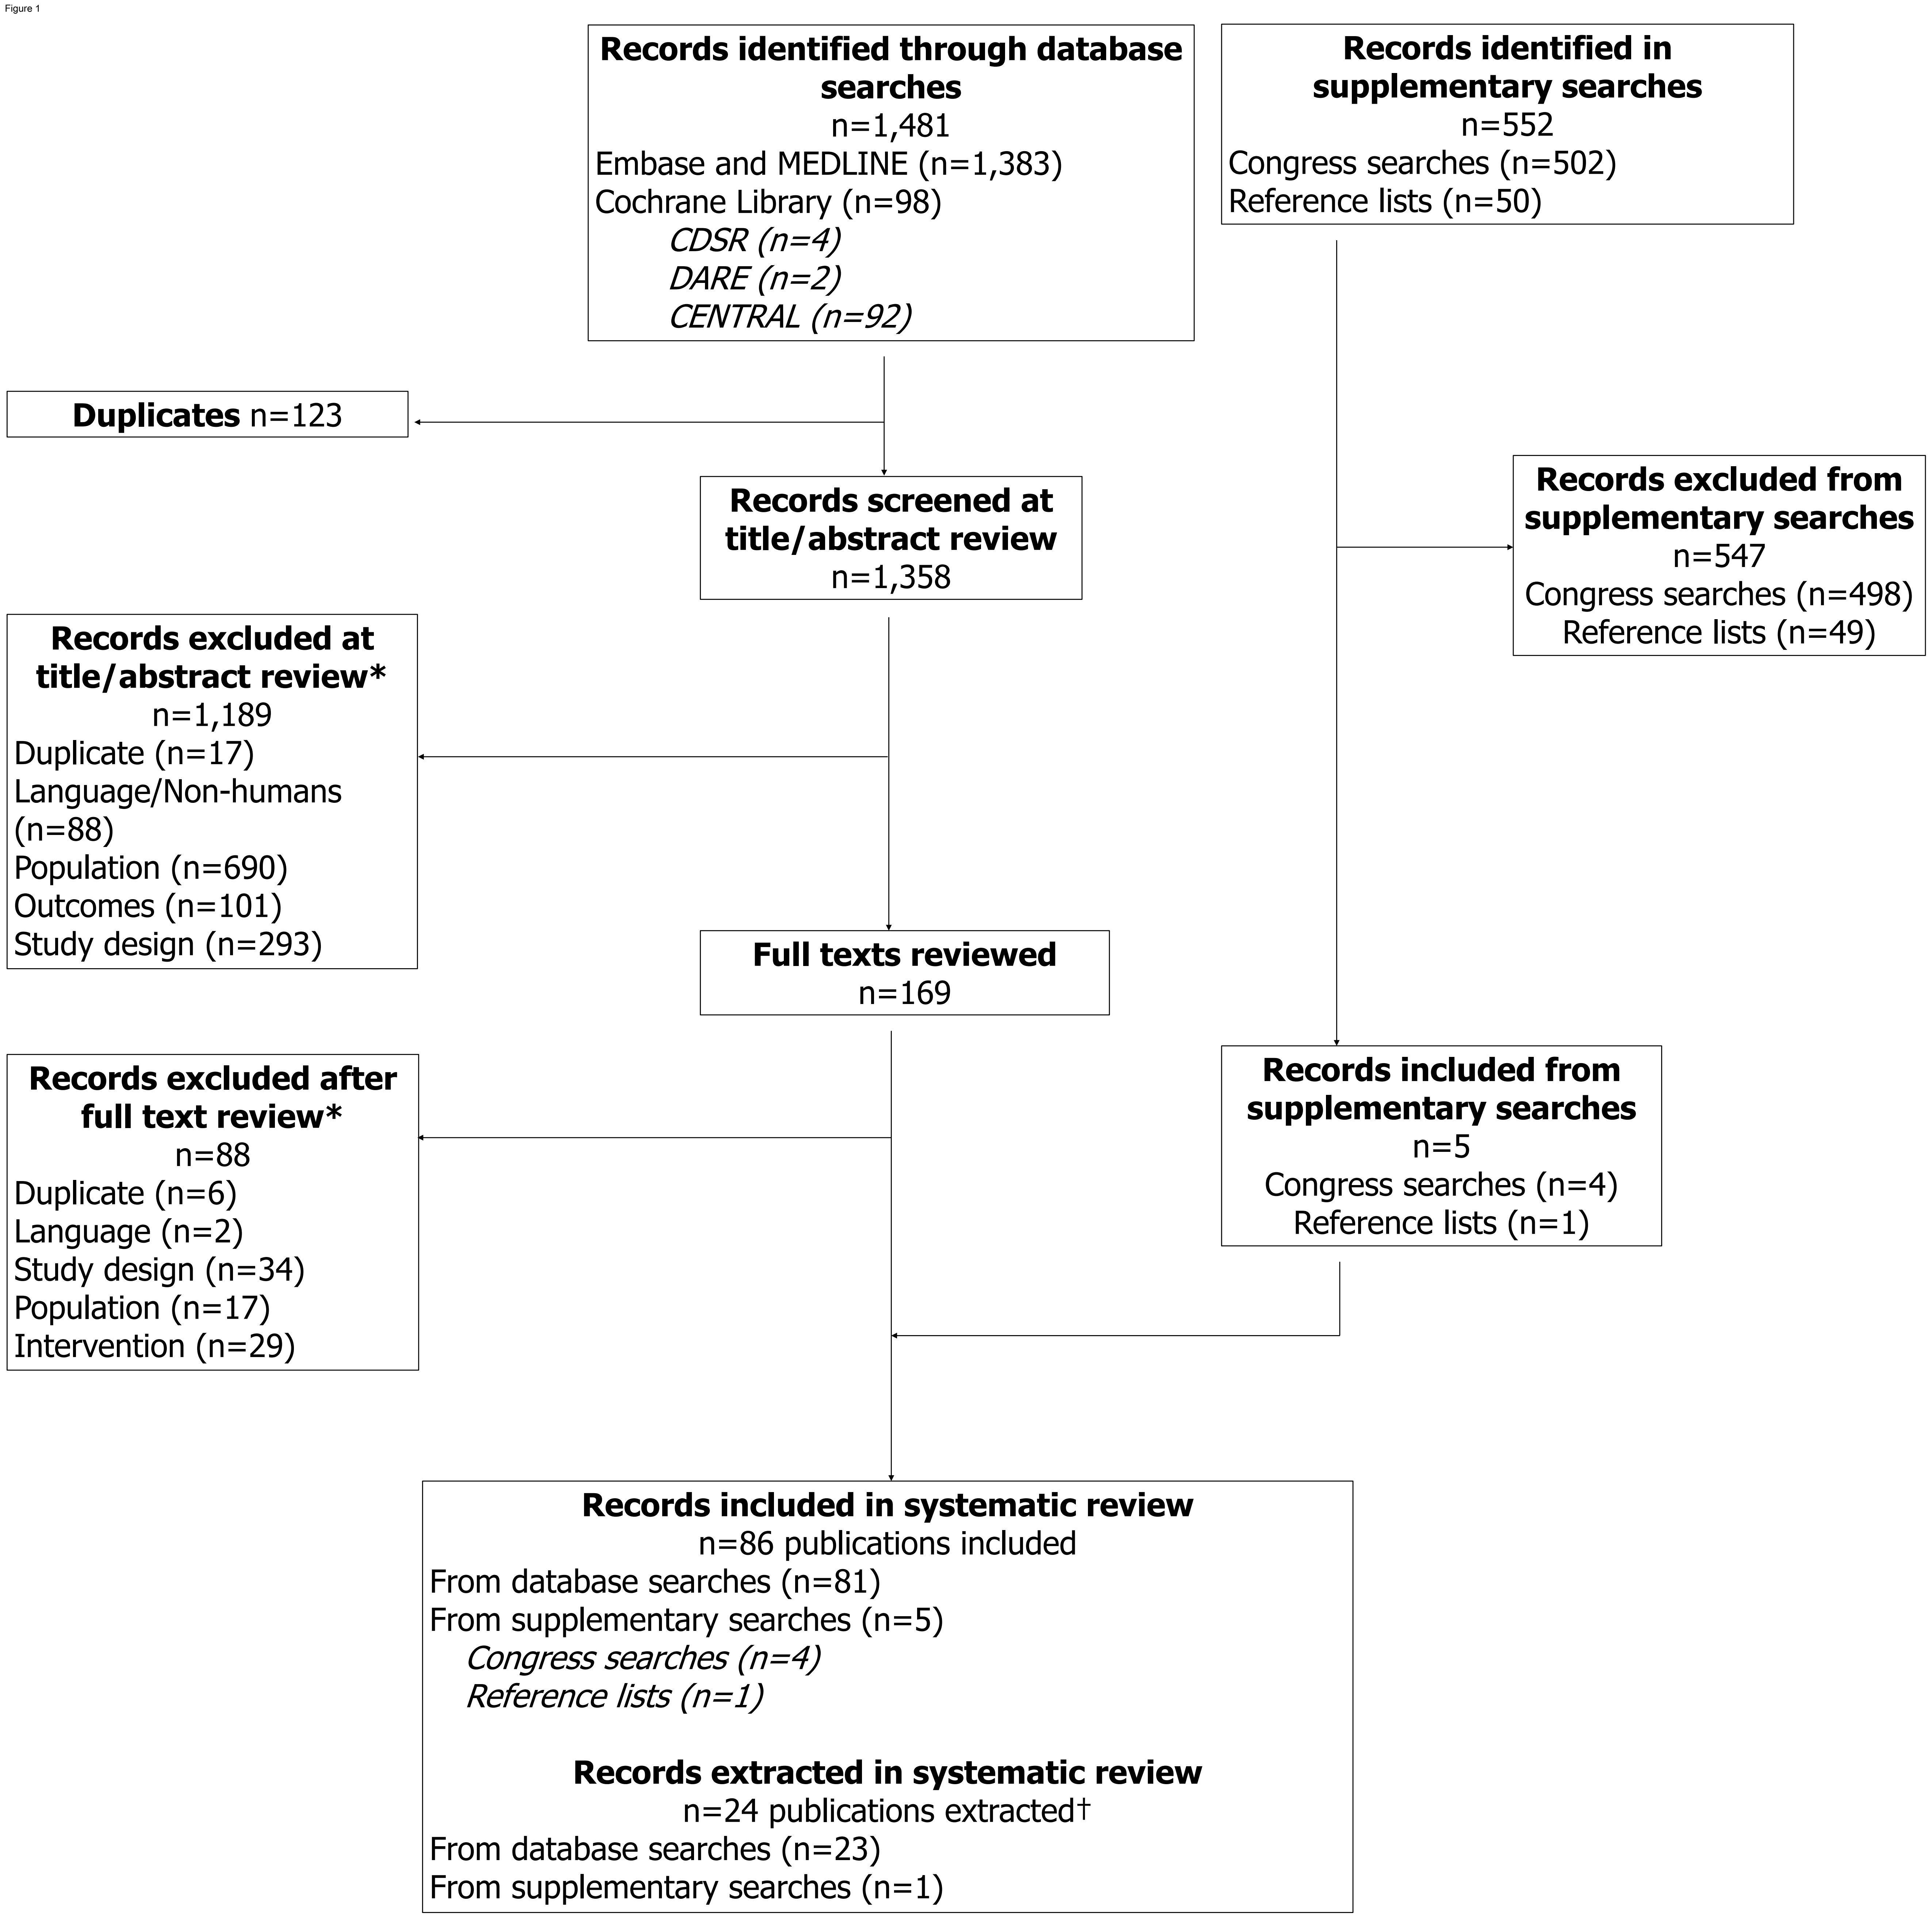 Figure 1
Records identified through database
searches
n=1,481
Embase and MEDLINE (n=1,383)
Cochrane Library (n=98)
CDSR (n=4)
DARE (n=2)
CENTRAL (n=92)
Records identified in
supplementary searches
n=552
Congress searches (n=502)
Reference lists (n=50)
Duplicates n=123
Records screened at
title/abstract review
n=1,358
Records excluded from
supplementary searches
n=547
Congress searches (n=498)
Reference lists (n=49)
Records excluded at
title/abstract review*
n=1,189
Duplicate (n=17)
Language/Non-humans
(n=88)
Population (n=690)
Outcomes (n=101)
Study design (n=293)
Full texts reviewed
n=169
Records excluded after
full text review*
n=88
Duplicate (n=6)
Language (n=2)
Study design (n=34)
Population (n=17)
Intervention (n=29)
Records included from
supplementary searches
n=5
Congress searches (n=4)
Reference lists (n=1)
Records included in systematic review
n=86 publications included
From database searches (n=81)
From supplementary searches (n=5)
Congress searches (n=4)
Reference lists (n=1)
Records extracted in systematic review
n=24 publications extracted†
From database searches (n=23)
From supplementary searches (n=1)